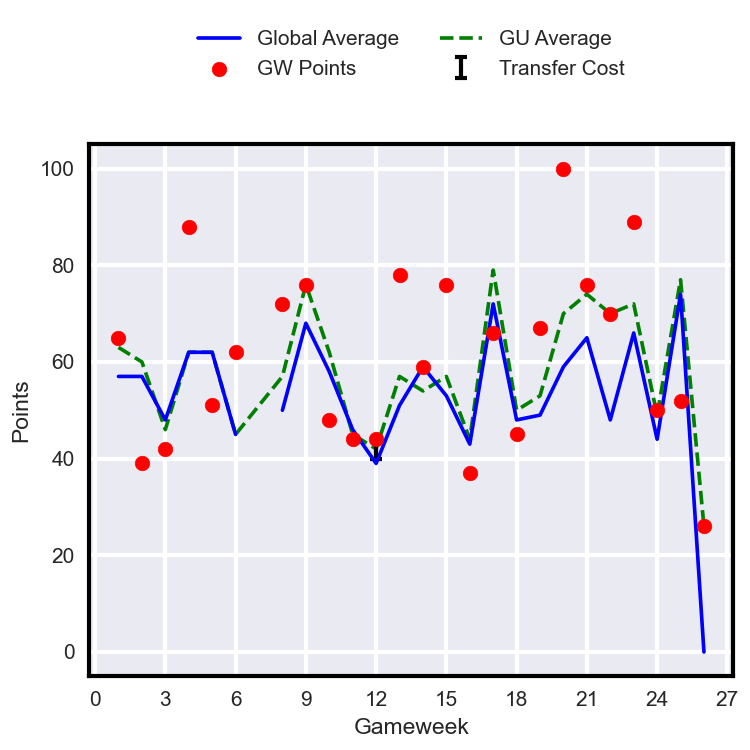 Global Average
GU Average
GW Points
Transfer Cost
100
80
60
40
20
0
Points
0 3 6 9 12 15 18 21 24 27
Gameweek